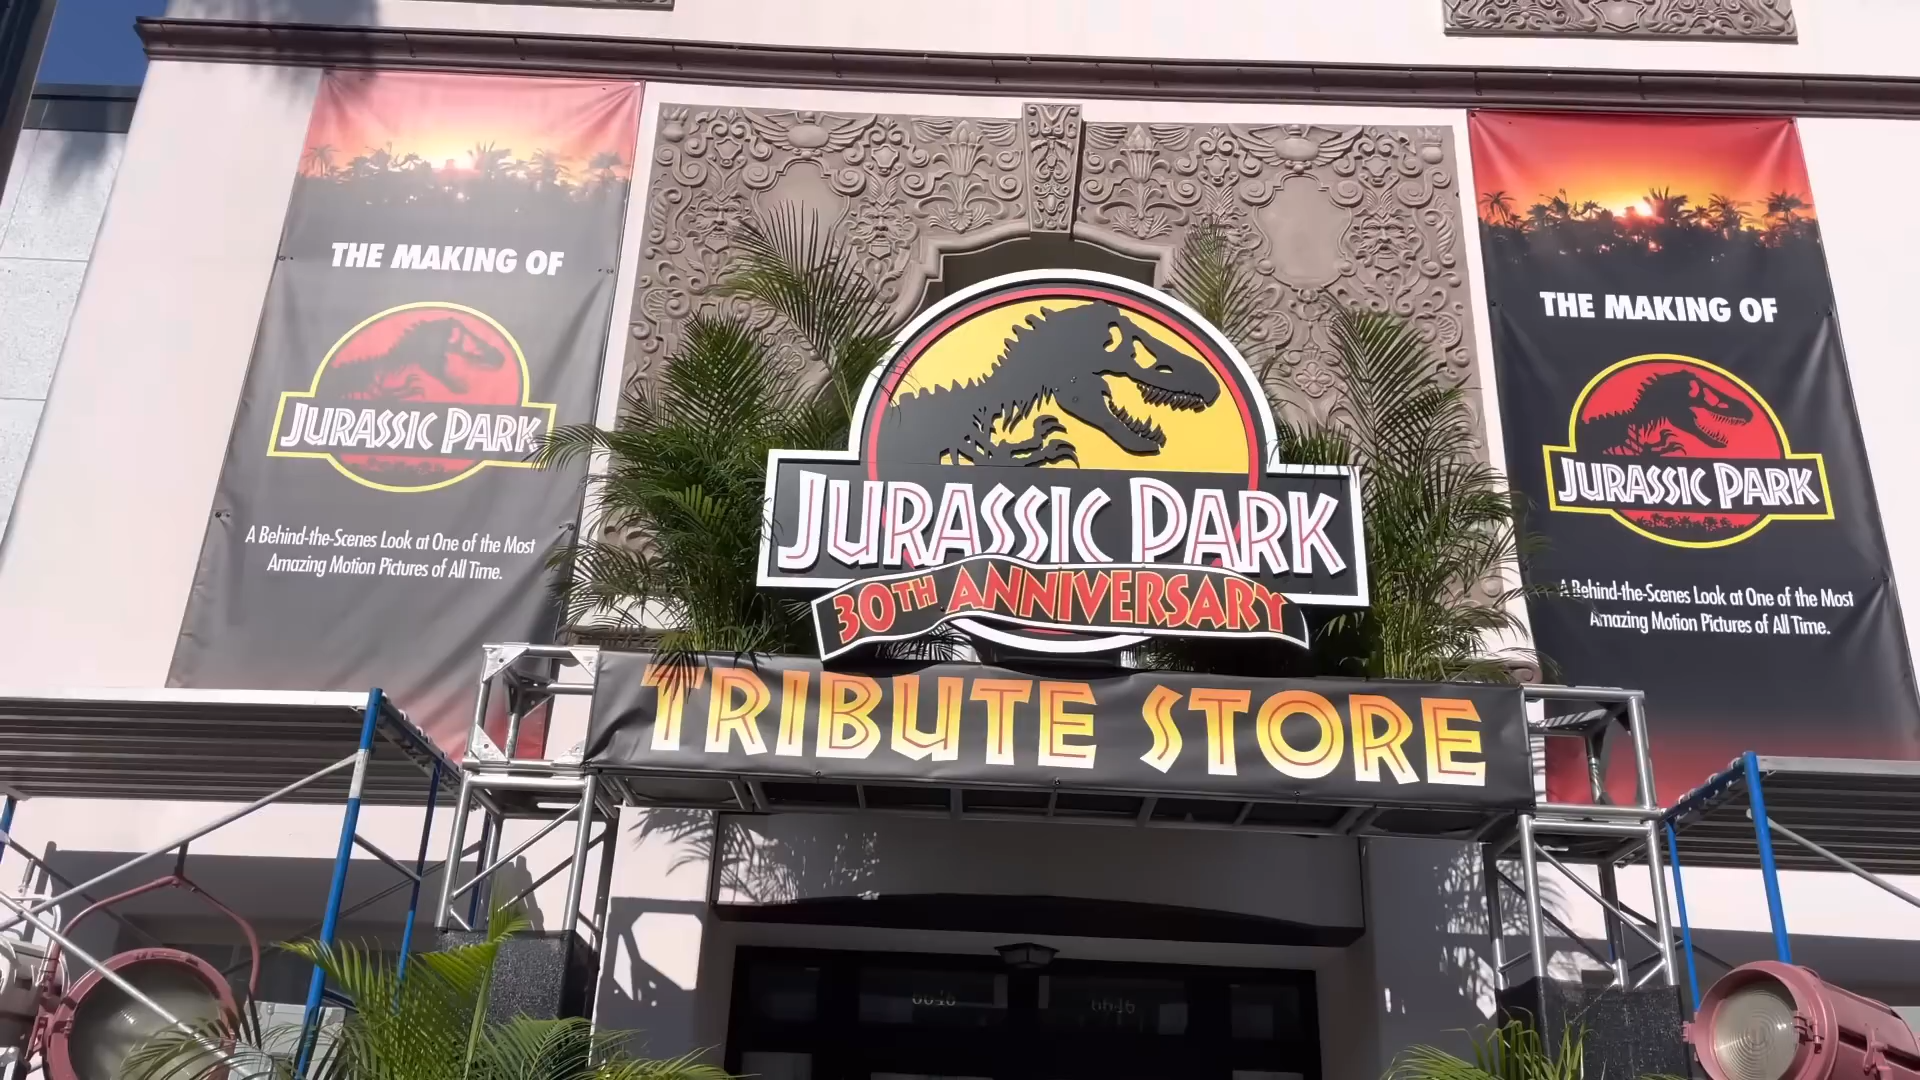 THE MAKING OF
JURASSIC PARK
A Behind-the-Scenes Look at One of the Most
Amazing Motion Pictures of All Time.
JURASSIC PARK
30TH ANNIVERSARY
TRIBUTE STORE
THE MAKING OF
JURASSIC PARK
A Behind-the-Scenes Look at One of the Most
Amazing Motion Pictures of All Time.